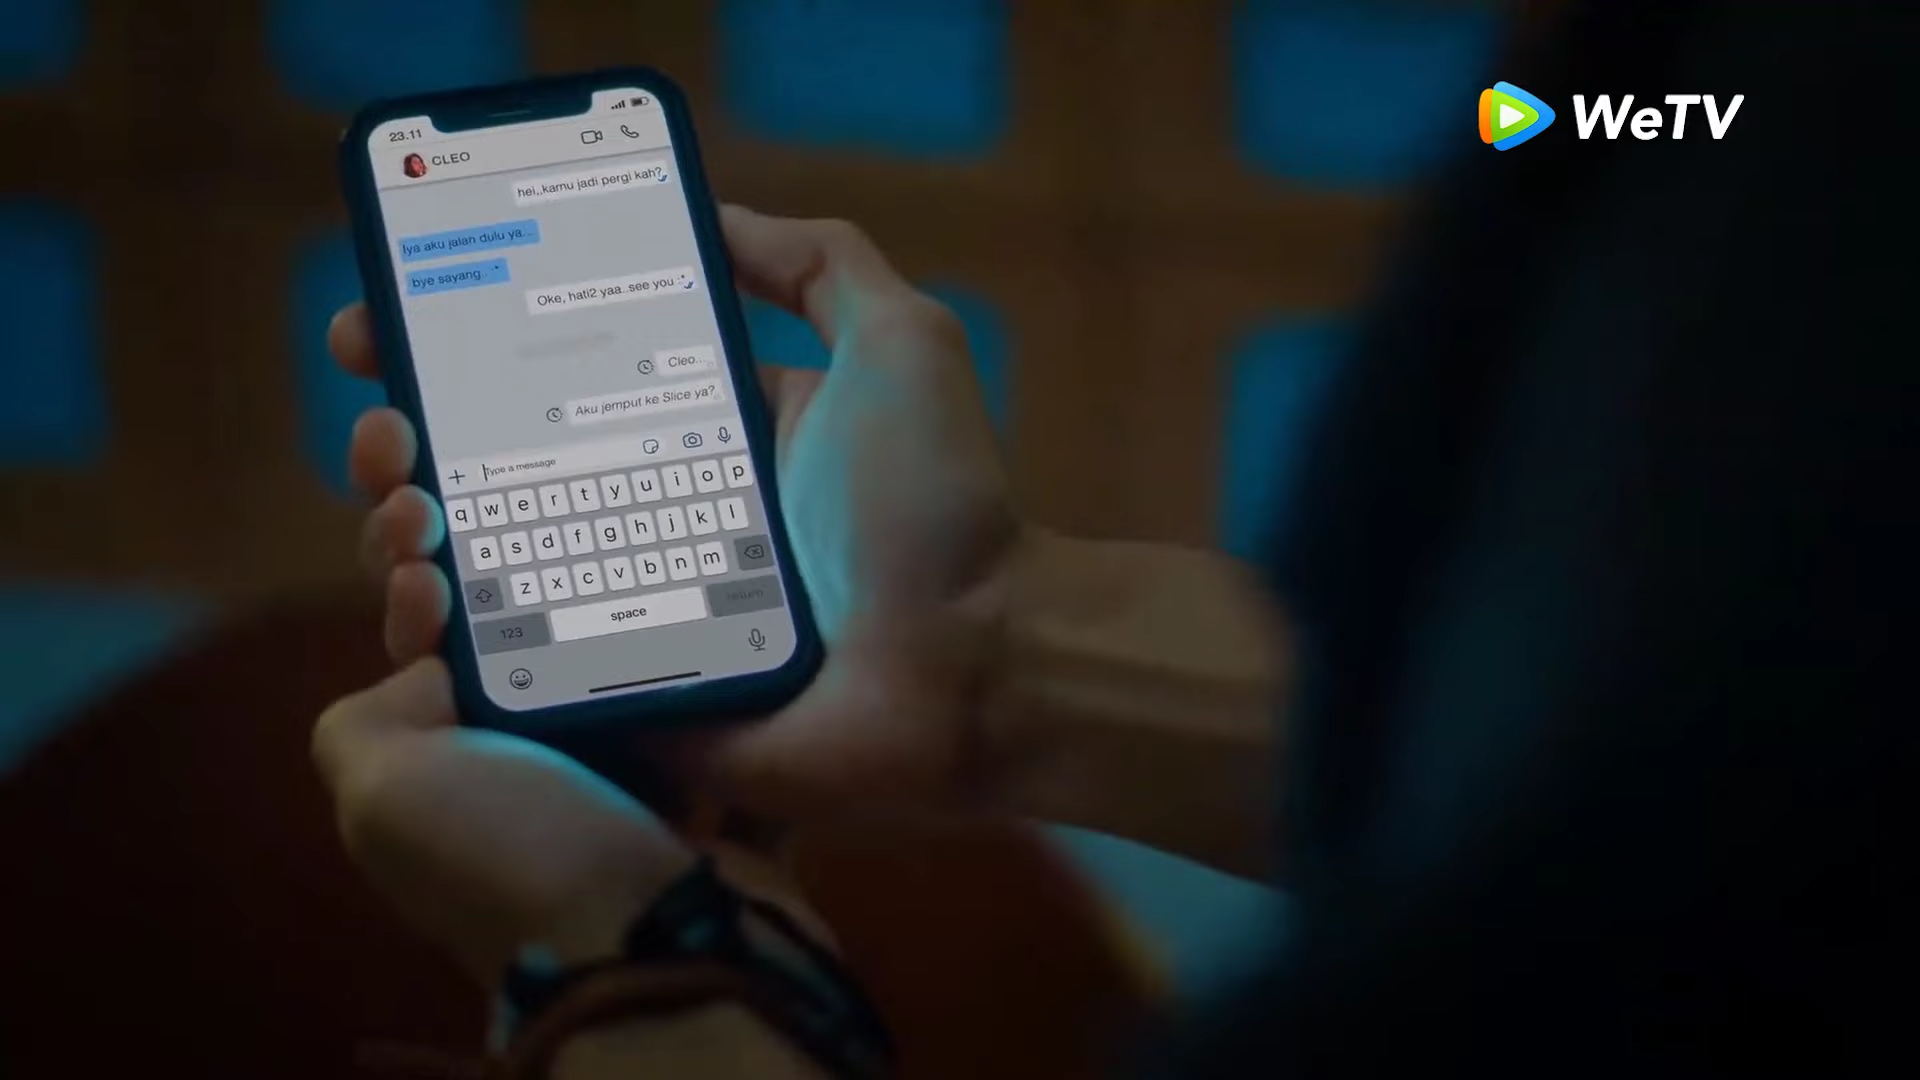 WeTV
23.11
CLEO
hei,.kamu jadi pergi kah?
Iya aku jalan dulu ya...
bye sayang..
Oke, hati2 yaa..see you :*
Cleo...
Aku jemput ke Slice ya?
Type a message
q w e r t y u i o p
a s d f g h j k l
z x c v b n m
123 space return